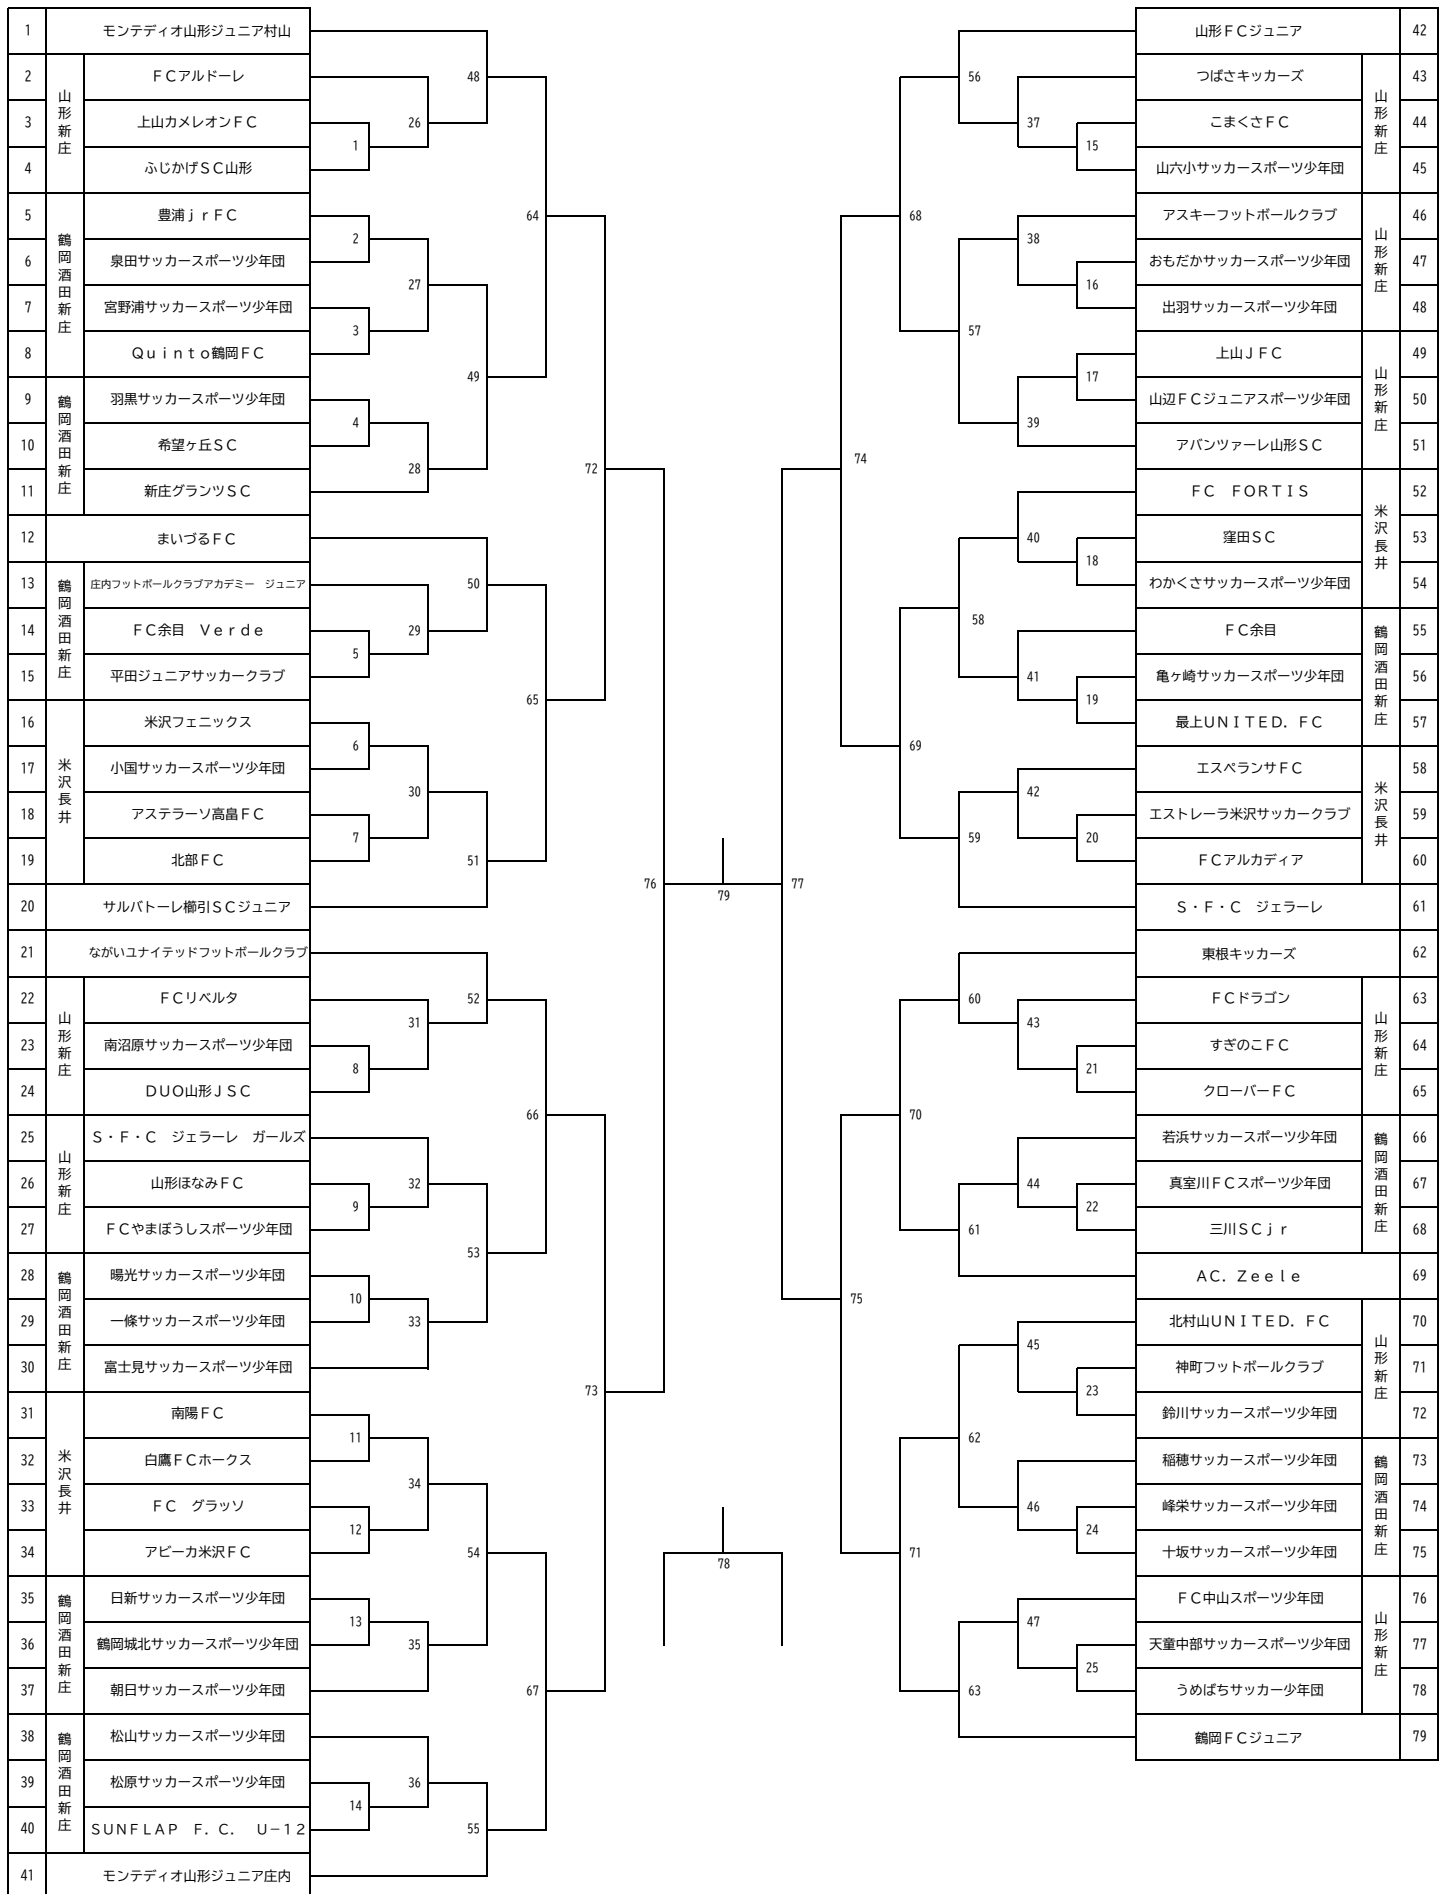 1 モンテディオ山形ジュニア村山
山形新庄
2 ＦＣアルドーレ
3 上山カメレオンＦＣ
4 ふじかげＳＣ山形
鶴岡酒田新庄
5 豊浦ｊｒＦＣ
6 泉田サッカースポーツ少年団
7 宮野浦サッカースポーツ少年団
8 Ｑｕｉｎｔｏ鶴岡ＦＣ
鶴岡酒田新庄
9 羽黒サッカースポーツ少年団
10 希望ヶ丘ＳＣ
11 新庄グランツＳＣ
12 まいづるＦＣ
鶴岡酒田新庄
13 庄内フットボールクラブアカデミー　ジュニア
14 ＦＣ余目　Ｖｅｒｄｅ
15 平田ジュニアサッカークラブ
米沢長井
16 米沢フェニックス
17 小国サッカースポーツ少年団
18 アステラーソ高畠ＦＣ
19 北部ＦＣ
20 サルバトーレ櫛引ＳＣジュニア
21 ながいユナイテッドフットボールクラブ
山形新庄
22 ＦＣリベルタ
23 南沼原サッカースポーツ少年団
24 ＤＵＯ山形ＪＳＣ
山形新庄
25 Ｓ・Ｆ・Ｃ　ジェラーレ　ガールズ
26 山形ほなみＦＣ
27 ＦＣやまぼうしスポーツ少年団
鶴岡酒田新庄
28 暘光サッカースポーツ少年団
29 一條サッカースポーツ少年団
30 富士見サッカースポーツ少年団
米沢長井
31 南陽ＦＣ
32 白鷹ＦＣホークス
33 ＦＣ　グラッソ
34 アビーカ米沢ＦＣ
鶴岡酒田新庄
35 日新サッカースポーツ少年団
36 鶴岡城北サッカースポーツ少年団
37 朝日サッカースポーツ少年団
鶴岡酒田新庄
38 松山サッカースポーツ少年団
39 松原サッカースポーツ少年団
40 ＳＵＮＦＬＡＰ　Ｆ．Ｃ．　Ｕ－１２
41 モンテディオ山形ジュニア庄内
1
2
3
4
5
6
7
8
9
10
11
12
13
14
26
27
28
29
30
31
32
33
34
35
36
48
49
50
51
52
53
54
55
64
65
66
67
72
73
76
79
78
77
74
75
68
69
70
71
56
57
58
59
60
61
62
63
37
38
39
40
41
42
43
44
45
46
47
15
16
17
18
19
20
21
22
23
24
25
山形ＦＣジュニア 42
山形新庄
つばさキッカーズ 43
こまくさＦＣ 44
山六小サッカースポーツ少年団 45
山形新庄
アスキーフットボールクラブ 46
おもだかサッカースポーツ少年団 47
出羽サッカースポーツ少年団 48
山形新庄
上山ＪＦＣ 49
山辺ＦＣジュニアスポーツ少年団 50
アバンツァーレ山形ＳＣ 51
米沢長井
ＦＣ　ＦＯＲＴＩＳ 52
窪田ＳＣ 53
わかくさサッカースポーツ少年団 54
鶴岡酒田新庄
ＦＣ余目 55
亀ヶ崎サッカースポーツ少年団 56
最上ＵＮＩＴＥＤ．ＦＣ 57
米沢長井
エスペランサＦＣ 58
エストレーラ米沢サッカークラブ 59
ＦＣアルカディア 60
Ｓ・Ｆ・Ｃ　ジェラーレ 61
東根キッカーズ 62
山形新庄
ＦＣドラゴン 63
すぎのこＦＣ 64
クローバーＦＣ 65
鶴岡酒田新庄
若浜サッカースポーツ少年団 66
真室川ＦＣスポーツ少年団 67
三川ＳＣｊｒ 68
ＡＣ．Ｚｅｅｌｅ 69
山形新庄
北村山ＵＮＩＴＥＤ．ＦＣ 70
神町フットボールクラブ 71
鈴川サッカースポーツ少年団 72
鶴岡酒田新庄
稲穂サッカースポーツ少年団 73
峰栄サッカースポーツ少年団 74
十坂サッカースポーツ少年団 75
山形新庄
ＦＣ中山スポーツ少年団 76
天童中部サッカースポーツ少年団 77
うめばちサッカー少年団 78
鶴岡ＦＣジュニア 79